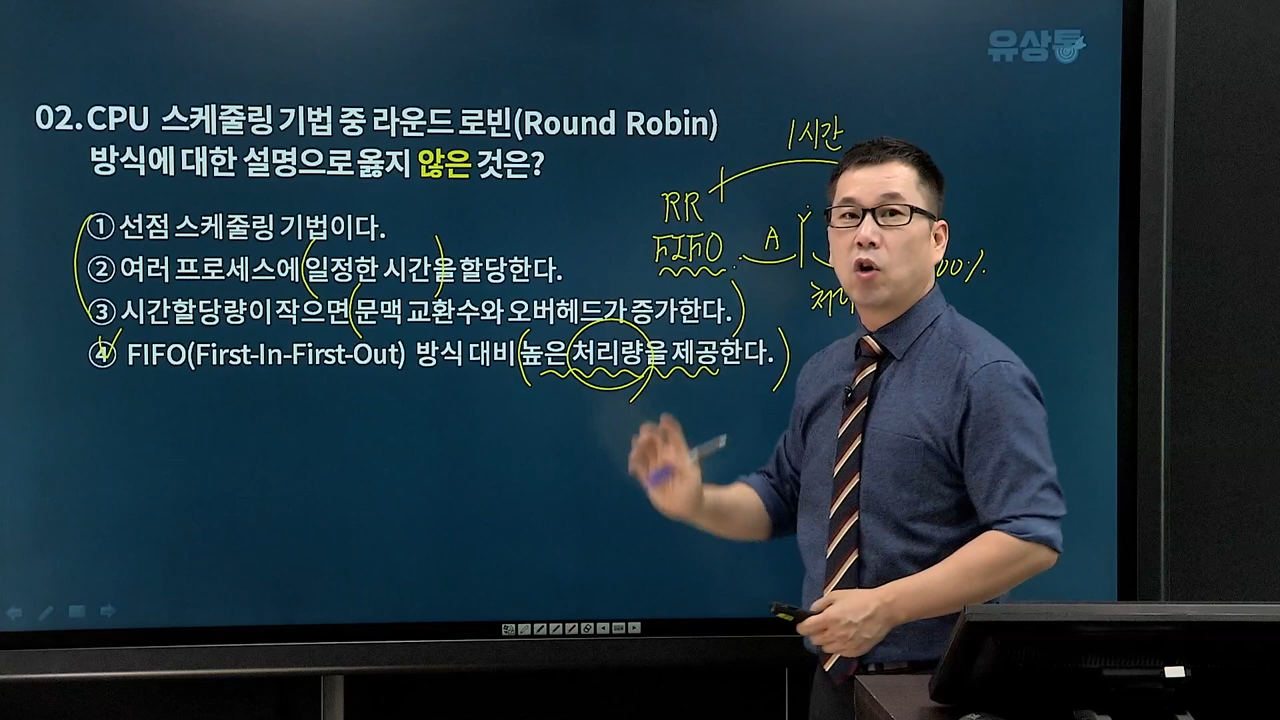 유상통
02. CPU 스케줄링 기법 중 라운드 로빈(Round Robin)
방식에 대한 설명으로 옳지 않은 것은?
① 선점 스케줄링 기법이다.
② 여러 프로세스에 일정한 시간을 할당한다.
③ 시간할당량이 작으면 문맥 교환수와 오버헤드가 증가한다.
④ FIFO(First-In-First-Out) 방식 대비 높은 처리량을 제공한다.
1시간
RR
FIFO
A
00%
처